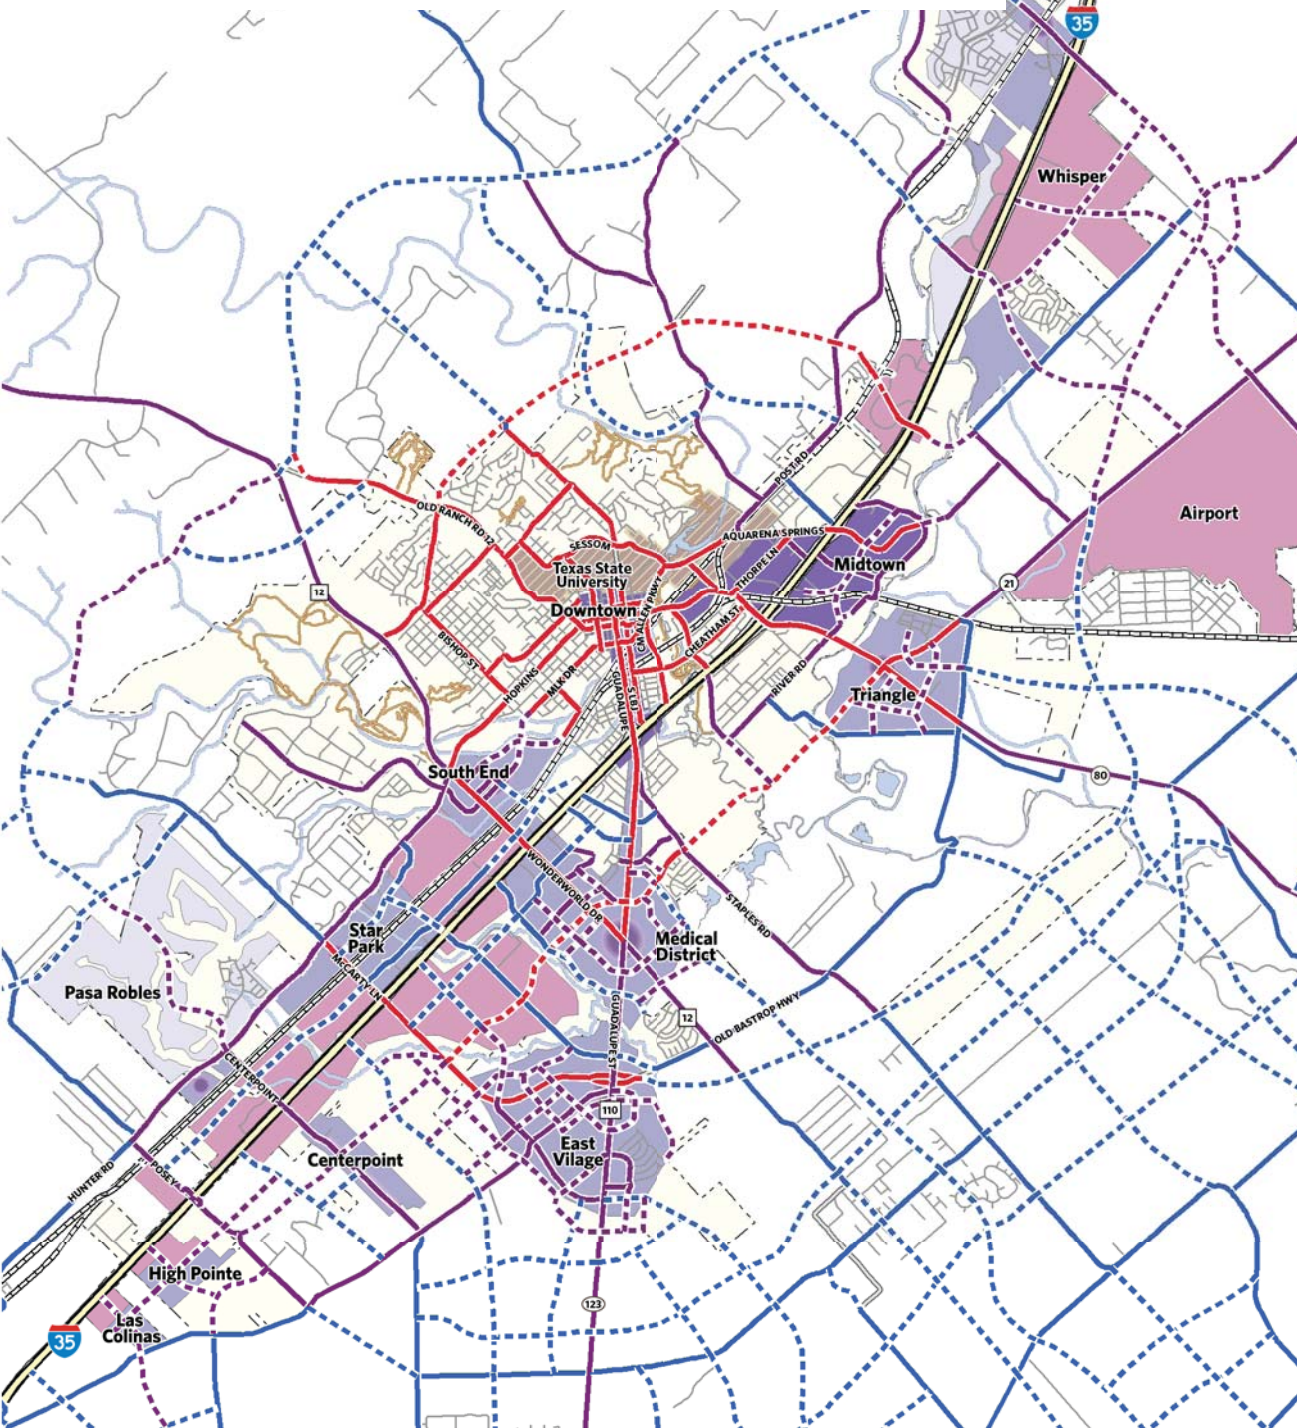 35
Whisper
POST RD
AQUARENA SPRINGS
Airport
OLD RANCH RD 12
SESSOM
Texas State
University
THORPE LN
Midtown
21
12
Downtown
CM ALLEN PKWY
CHEATHAM ST
BISHOP ST
HOPKINS
MLK DR
GUADALUPE
S LBJ
RIVER RD
Triangle
South End
80
WONDERWORLD DR
STAPLES RD
Star
Park
Medical
District
McCARTY LN
Pasa Robles
GUADALUPE ST
12
OLD BASTROP HWY
CENTERPOINT
110
East
Vilage
Centerpoint
HUNTER RD
POSEY
High Pointe
123
Las
Colinas
35